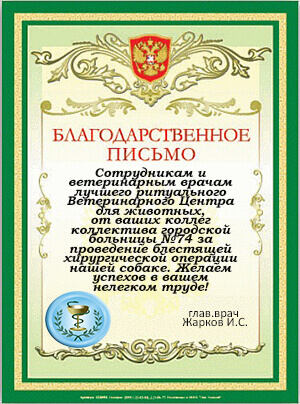 БЛАГОДАРСТВЕННОЕ
ПИСЬМО
Сотрудникам и
ветеринарным врачам
лучшего ритуального
Ветеринарного Центра
для животных,
от ваших коллег
коллектива городской
больницы №74 за
проведение блестящей
хирургической операции
нашей собаке. Желаем
успехов в вашем
нелегком труде!
глав.врач
Жарков И.С.